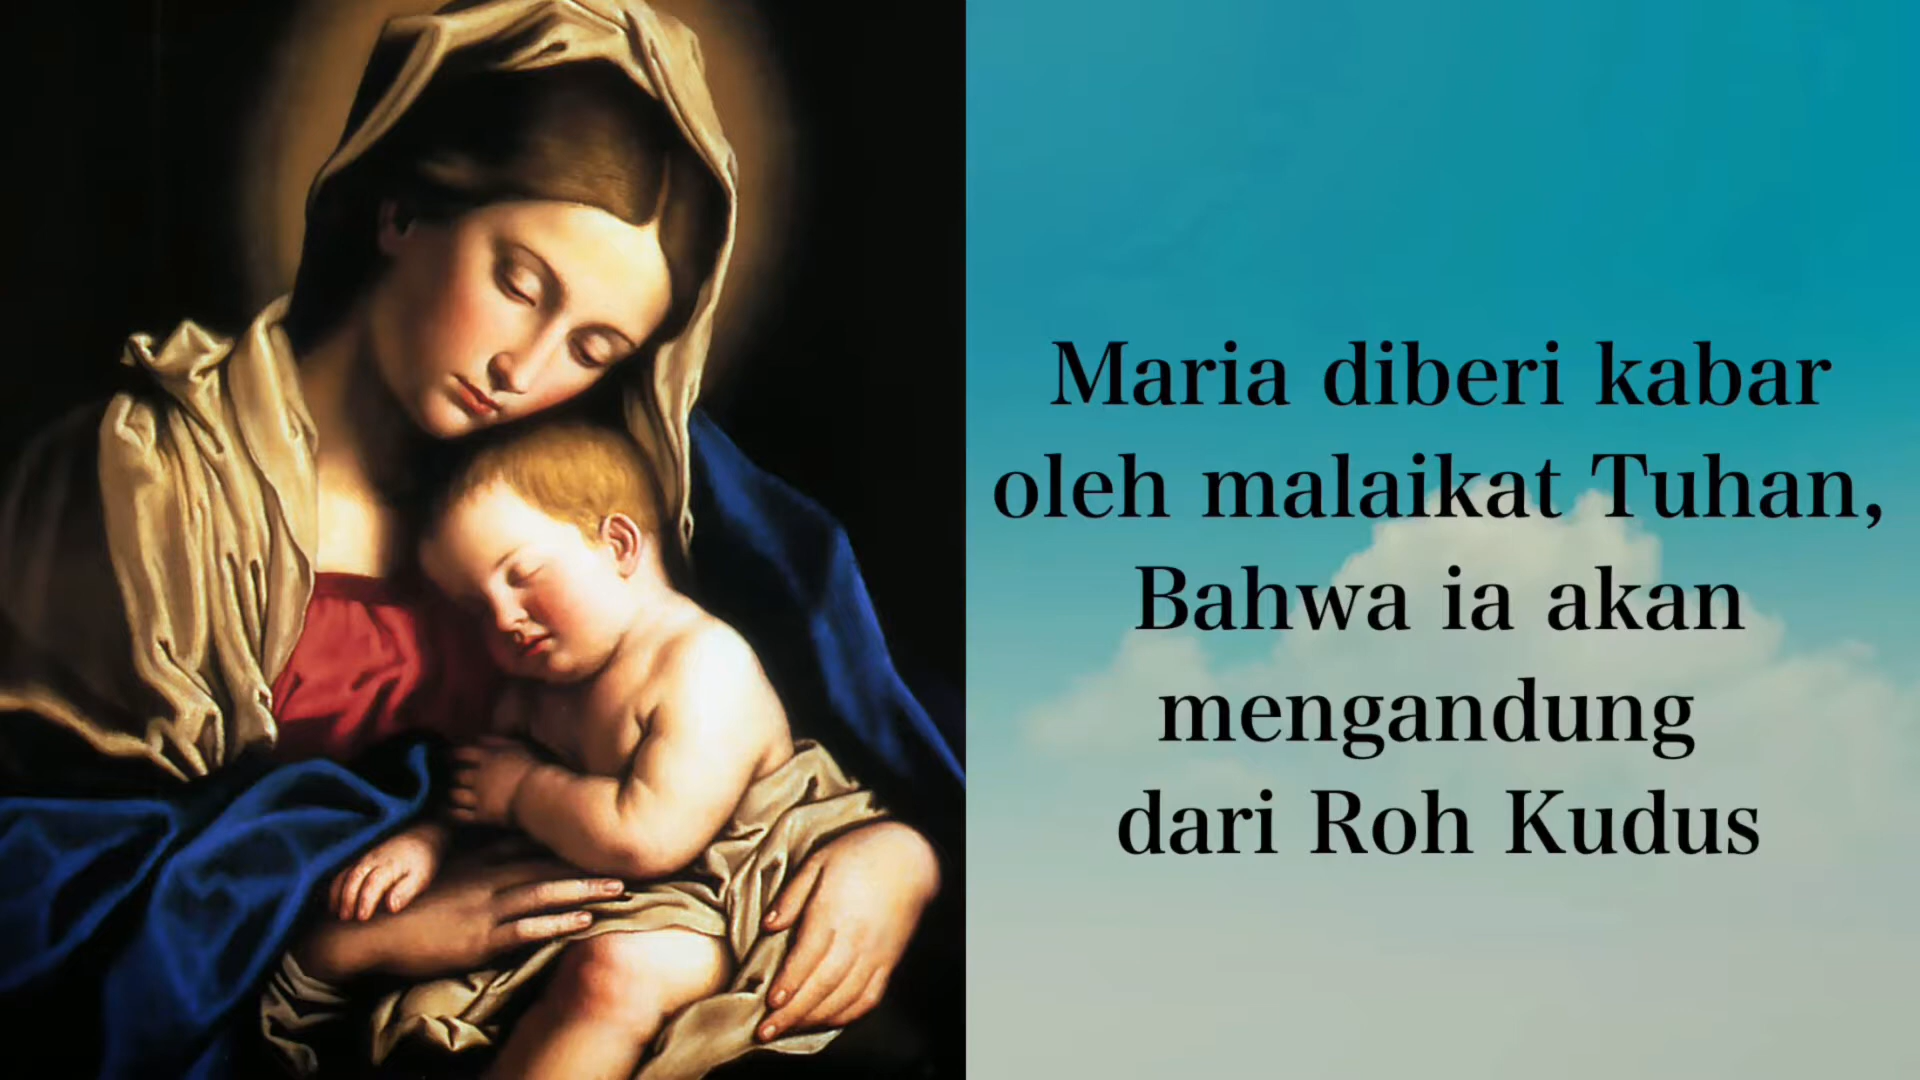 Maria diberi kabar
oleh malaikat Tuhan,
Bahwa ia akan
mengandung
dari Roh Kudus